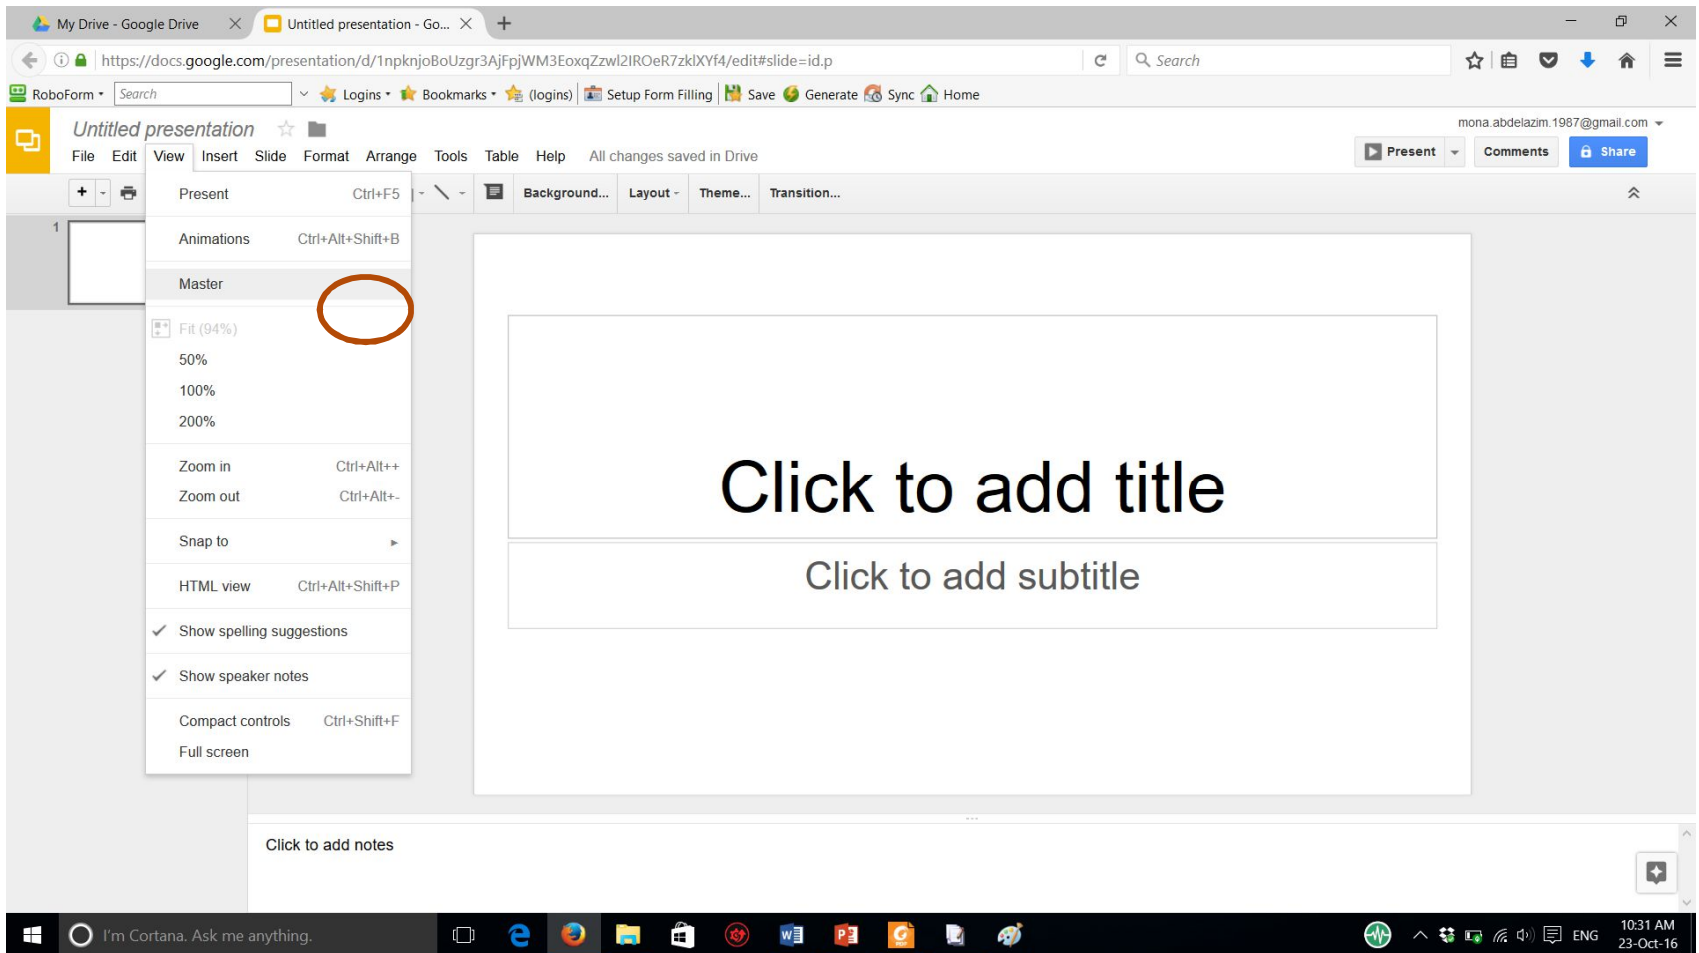 My Drive - Google Drive
Untitled presentation - Go...
https://docs.google.com/presentation/d/1npknjoBoUzgr3AjFpjWM3EoxqZzwl2IROeR7zklXYf4/edit#slide=id.p
Search
RoboForm Search Logins Bookmarks (logins) Setup Form Filling Save Generate Sync Home
Untitled presentation
mona.abdelazim.1987@gmail.com
File Edit View Insert Slide Format Arrange Tools Table Help All changes saved in Drive
Present Comments Share
Background... Layout Theme... Transition...
Present Ctrl+F5
Animations Ctrl+Alt+Shift+B
Master
Fit (94%)
50%
100%
200%
Zoom in Ctrl+Alt++
Zoom out Ctrl+Alt+-
Snap to
HTML view Ctrl+Alt+Shift+P
Show spelling suggestions
Show speaker notes
Compact controls Ctrl+Shift+F
Full screen
1
Click to add title
Click to add subtitle
Click to add notes
I'm Cortana. Ask me anything.
ENG
10:31 AM
23-Oct-16